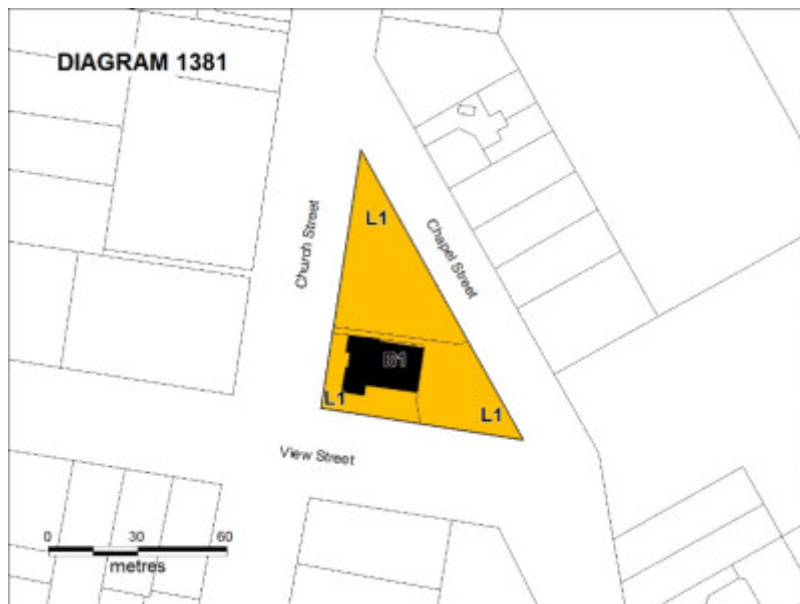 DIAGRAM 1381
L1
Church Street
Chapel Street
B1
L1
L1
View Street
0 30 60
metres